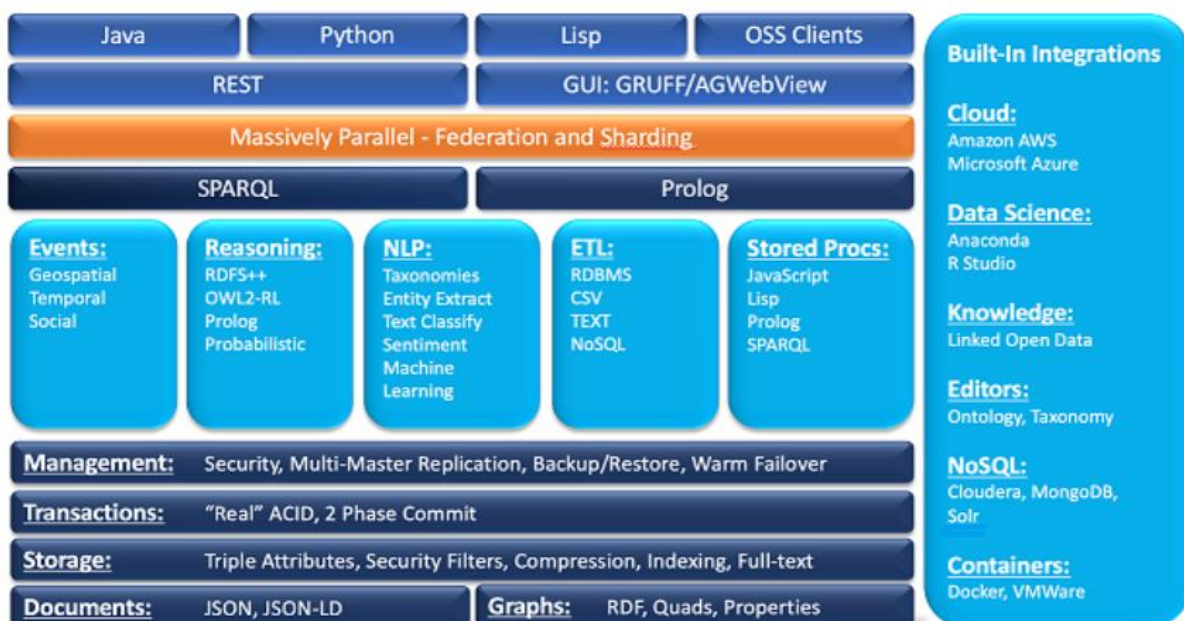 Java
Python
Lisp
OSS Clients
REST
GUI: GRUFF/AGWebView
Massively Parallel - Federation and Sharding
SPARQL
Prolog
Events:
Geospatial
Temporal
Social
Reasoning:
RDFS++
OWL2-RL
Prolog
Probabilistic
NLP:
Taxonomies
Entity Extract
Text Classify
Sentiment
Machine
Learning
ETL:
RDBMS
CSV
TEXT
NoSQL
Stored Procs:
JavaScript
Lisp
Prolog
SPARQL
Management: Security, Multi-Master Replication, Backup/Restore, Warm Failover
Transactions: “Real” ACID, 2 Phase Commit
Storage: Triple Attributes, Security Filters, Compression, Indexing, Full-text
Documents: JSON, JSON-LD
Graphs: RDF, Quads, Properties
Built-In Integrations
Cloud:
Amazon AWS
Microsoft Azure
Data Science:
Anaconda
R Studio
Knowledge:
Linked Open Data
Editors:
Ontology, Taxonomy
NoSQL:
Cloudera, MongoDB,
Solr
Containers:
Docker, VMWare